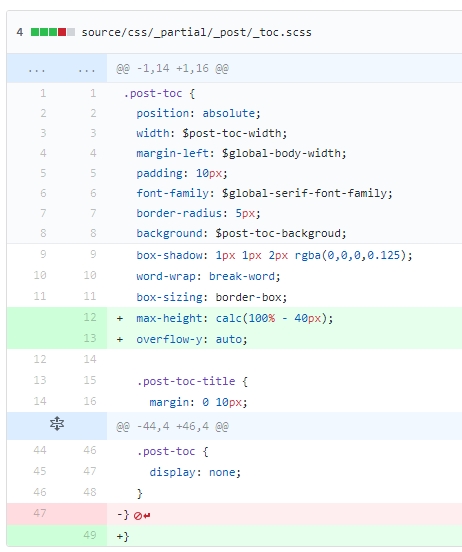 4 source/css/_partial/_post/_toc.scss
... ... @@ -1,14 +1,16 @@
1 1 .post-toc {
2 2 position: absolute;
3 3 width: $post-toc-width;
4 4 margin-left: $global-body-width;
5 5 padding: 10px;
6 6 font-family: $global-serif-font-family;
7 7 border-radius: 5px;
8 8 background: $post-toc-backgroud;
9 9 box-shadow: 1px 1px 2px rgba(0,0,0,0.125);
10 10 word-wrap: break-word;
11 11 box-sizing: border-box;
12 + max-height: calc(100% - 40px);
13 + overflow-y: auto;
12 14
13 15 .post-toc-title {
14 16 margin: 0 10px;
@@ -44,4 +46,4 @@
44 46 .post-toc {
45 47 display: none;
46 48 }
47 -}
49 +}